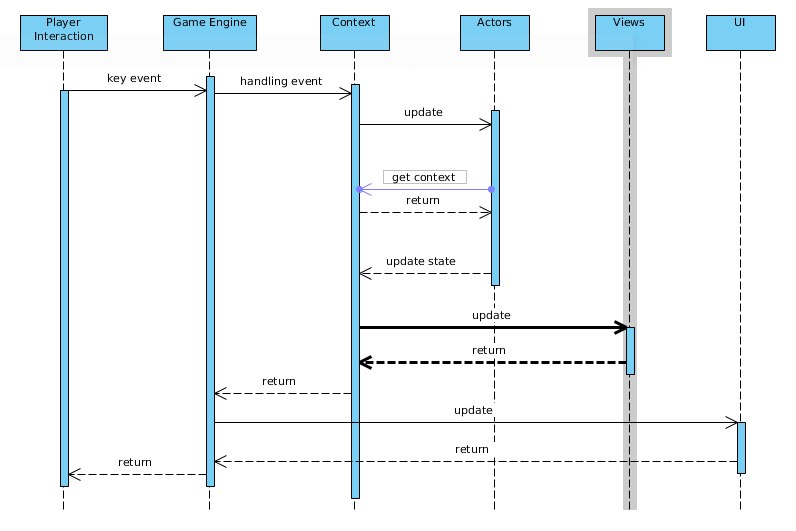 Player
Interaction
Game Engine
Context
Actors
Views
UI
key event
handling event
update
get context
return
update state
update
return
return
update
return
return